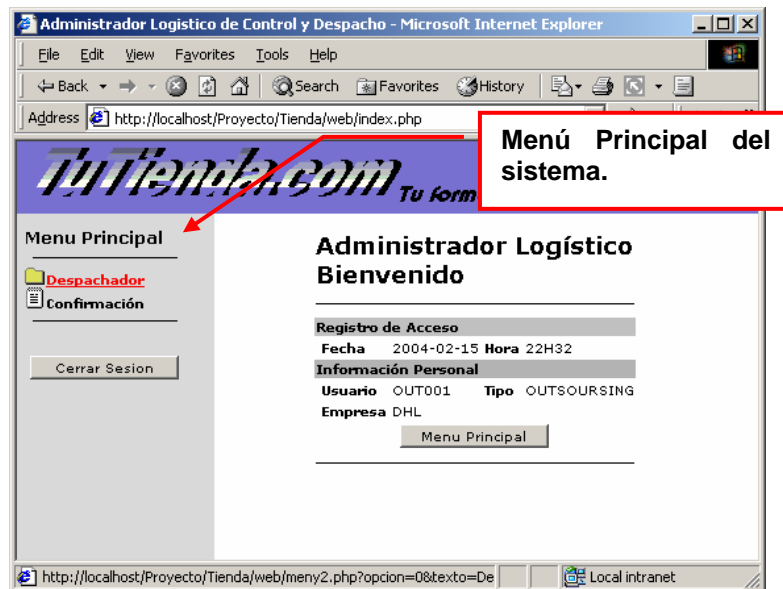 Administrador Logistico de Control y Despacho - Microsoft Internet Explorer
File Edit View Favorites Tools Help
Back Search Favorites History
Address http://localhost/Proyecto/Tienda/web/index.php
Menú Principal del
sistema.
TuTienda.com
Tu form
Menu Principal
Despachador
Confirmación
Cerrar Sesion
Administrador Logístico
Bienvenido
Registro de Acceso
Fecha 2004-02-15 Hora 22H32
Información Personal
Usuario OUT001 Tipo OUTSOURSING
Empresa DHL
Menu Principal
http://localhost/Proyecto/Tienda/web/meny2.php?opcion=0&texto=De Local intranet